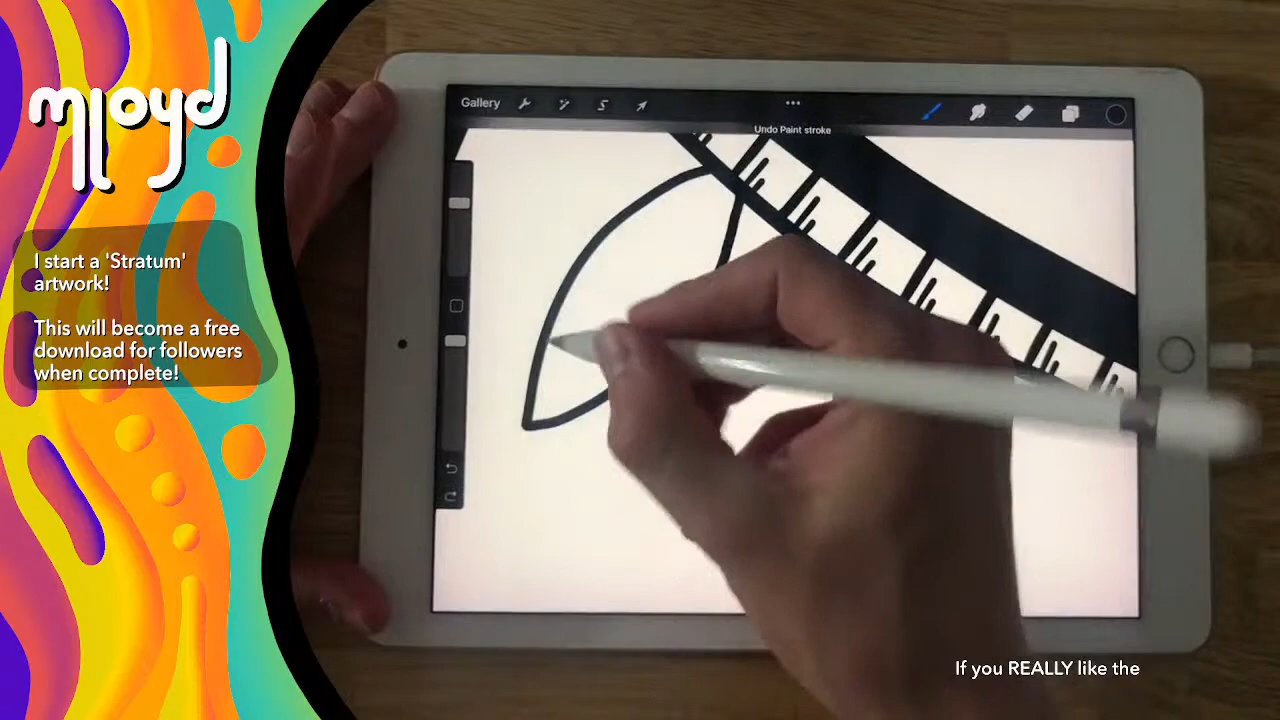 mlloyd
I start a 'Stratum'
artwork!
This will become a free
download for followers
when complete!
Gallery
Undo Paint stroke
If you REALLY like the